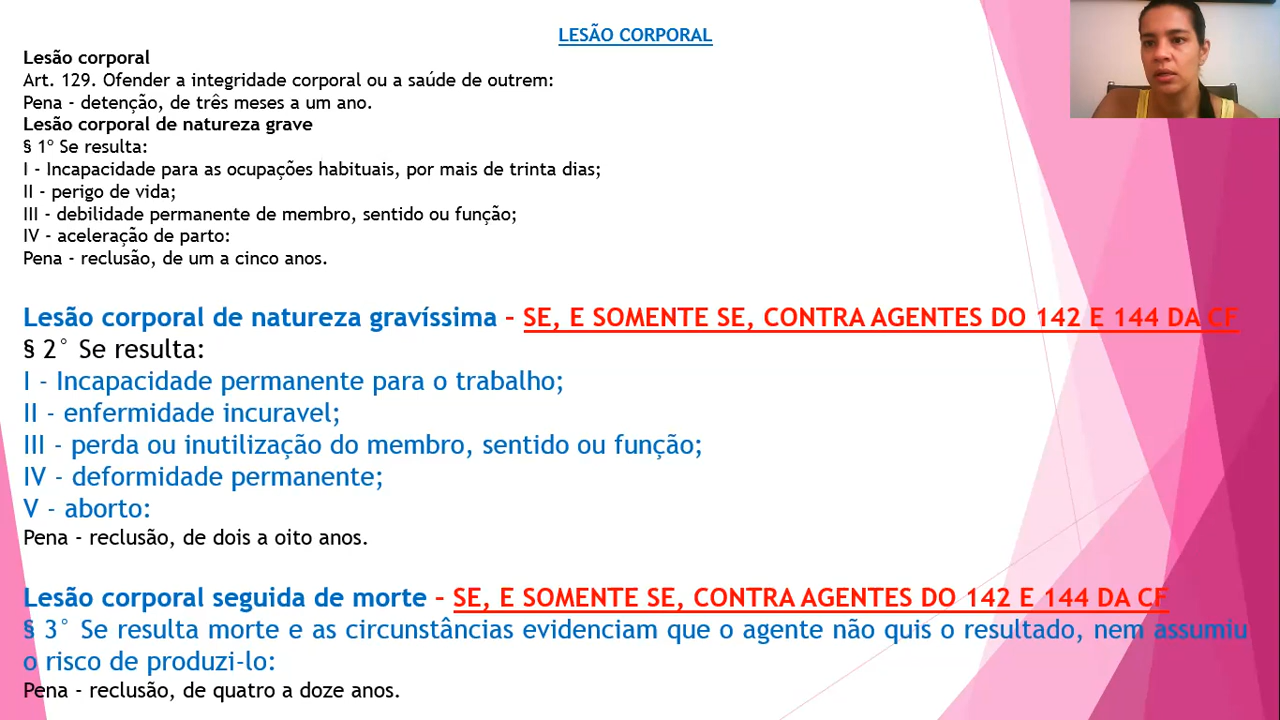 LESÃO CORPORAL
Lesão corporal
Art. 129. Ofender a integridade corporal ou a saúde de outrem:
Pena - detenção, de três meses a um ano.
Lesão corporal de natureza grave
§ 1º Se resulta:
I - Incapacidade para as ocupações habituais, por mais de trinta dias;
II - perigo de vida;
III - debilidade permanente de membro, sentido ou função;
IV - aceleração de parto:
Pena - reclusão, de um a cinco anos.
Lesão corporal de natureza gravíssima – SE, E SOMENTE SE, CONTRA AGENTES DO 142 E 144 DA CF
§ 2° Se resulta:
I - Incapacidade permanente para o trabalho;
II - enfermidade incuravel;
III - perda ou inutilização do membro, sentido ou função;
IV - deformidade permanente;
V - aborto:
Pena - reclusão, de dois a oito anos.
Lesão corporal seguida de morte – SE, E SOMENTE SE, CONTRA AGENTES DO 142 E 144 DA CF
§ 3° Se resulta morte e as circunstâncias evidenciam que o agente não quis o resultado, nem assumiu
o risco de produzi-lo:
Pena - reclusão, de quatro a doze anos.